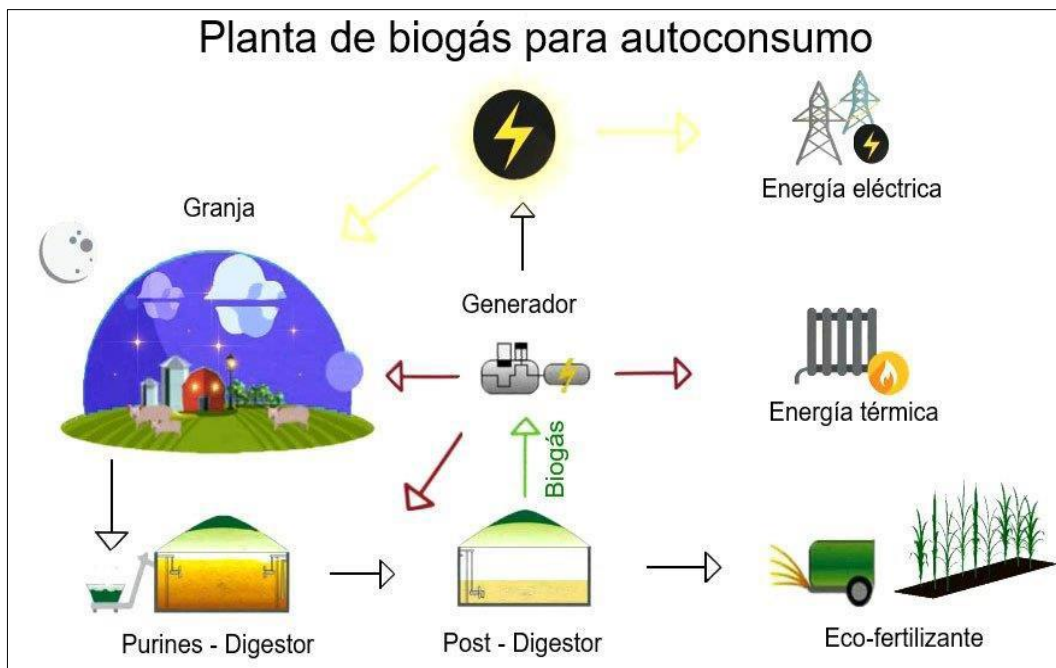 Planta de biogás para autoconsumo
Energía eléctrica
Granja
Generador
Energía térmica
Biogás
Purines - Digestor
Post - Digestor
Eco-fertilizante